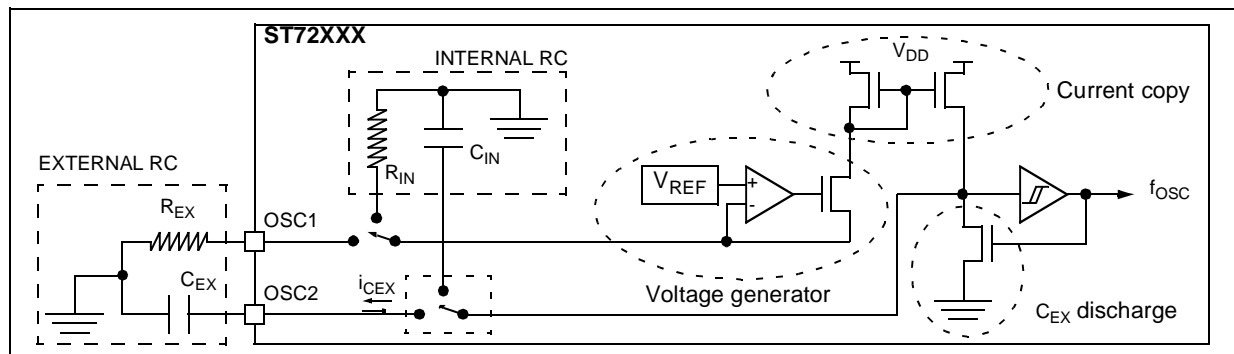 ST72XXX
INTERNAL RC
VDD
Current copy
CIN
RIN
EXTERNAL RC
VREF
+
-
fOSC
REX
OSC1
CEX
OSC2
iCEX
Voltage generator
CEX discharge